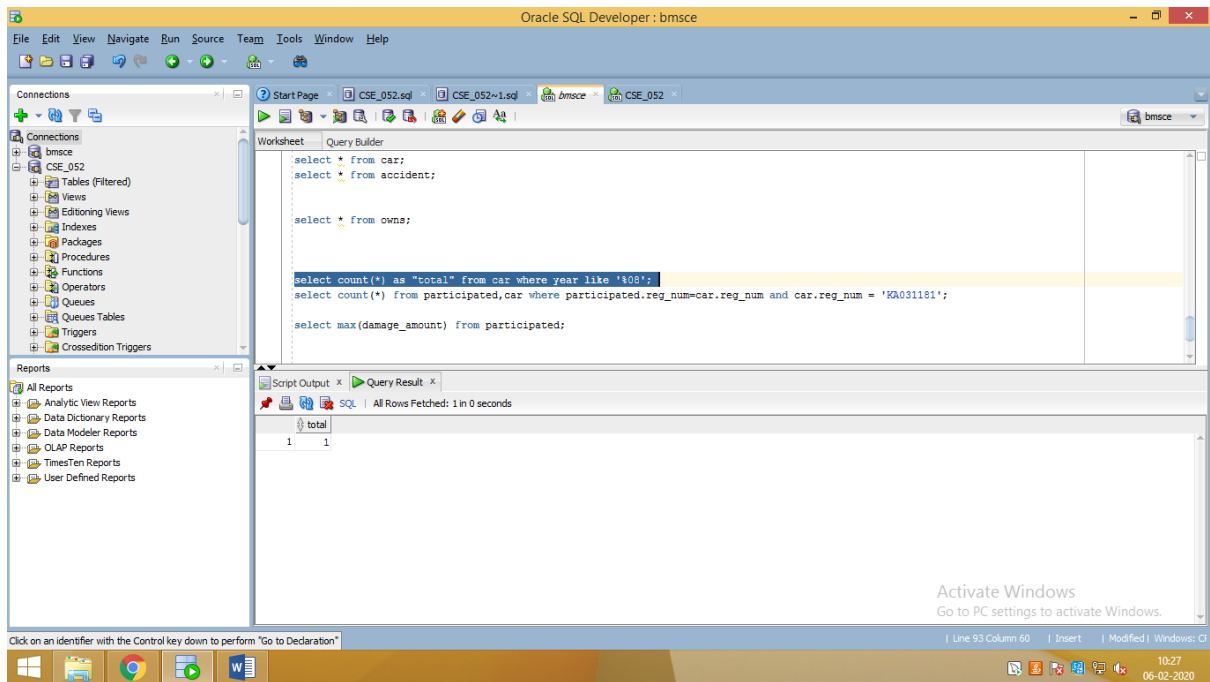 Oracle SQL Developer : bmsce
File Edit View Navigate Run Source Team Tools Window Help
Connections
Start Page CSE_052.sql CSE_052~1.sql bmsce CSE_052
bmsce
Connections
bmsce
CSE_052
Tables (Filtered)
Views
Editioning Views
Indexes
Packages
Procedures
Functions
Operators
Queues
Queues Tables
Triggers
Crossedition Triggers
Worksheet Query Builder
select * from car;
select * from accident;
select * from owns;
select count(*) as "total" from car where year like '%08';
select count(*) from participated,car where participated.reg_num=car.reg_num and car.reg_num = 'KA031181';
select max(damage_amount) from participated;
Reports
All Reports
Analytic View Reports
Data Dictionary Reports
Data Modeler Reports
OLAP Reports
TimesTen Reports
User Defined Reports
Script Output x Query Result x
SQL | All Rows Fetched: 1 in 0 seconds
total
1 1
Activate Windows
Go to PC settings to activate Windows.
Click on an identifier with the Control key down to perform "Go to Declaration"
| Line 93 Column 60 | Insert | Modified | Windows: CF
10:27
06-02-2020